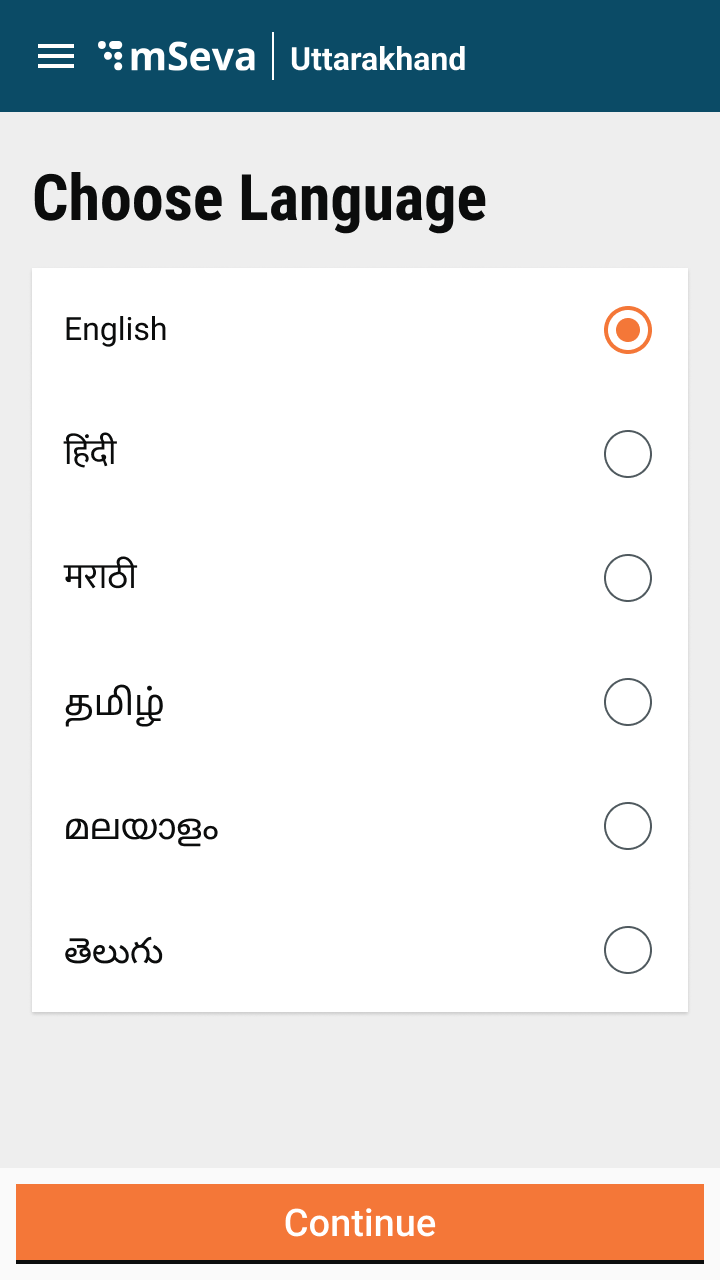 mSeva | Uttarakhand
Choose Language
English
हिंदी
मराठी
தமிழ்
മലയാളം
తెలుగు
Continue